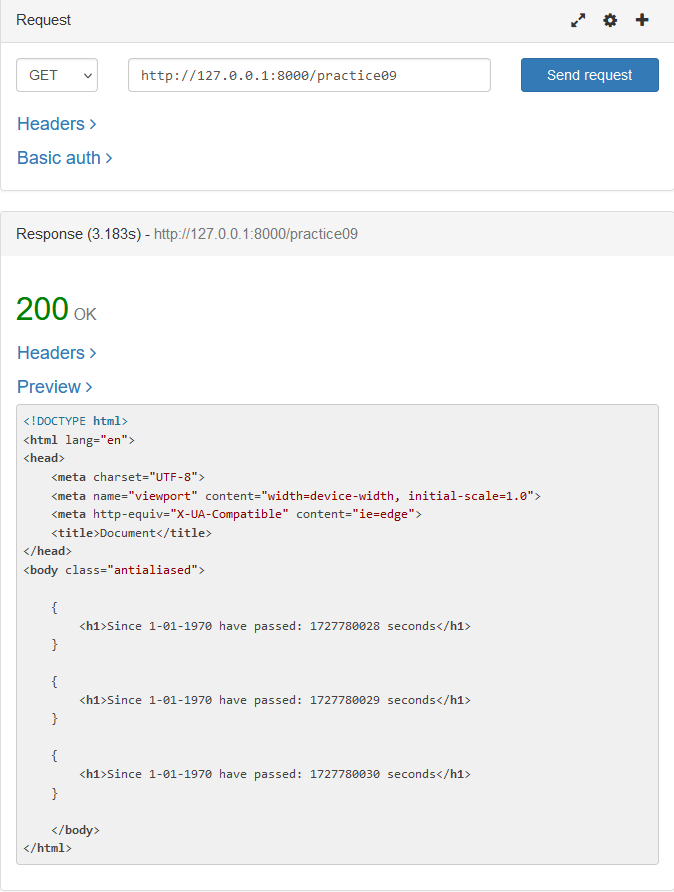 Request
GET http://127.0.0.1:8000/practice09 Send request
Headers
Basic auth
Response (3.183s) - http://127.0.0.1:8000/practice09
200 OK
Headers
Preview
<!DOCTYPE html>
<html lang="en">
<head>
    <meta charset="UTF-8">
    <meta name="viewport" content="width=device-width, initial-scale=1.0">
    <meta http-equiv="X-UA-Compatible" content="ie=edge">
    <title>Document</title>
</head>
<body class="antialiased">
    {
        <h1>Since 1-01-1970 have passed: 1727780028 seconds</h1>
    }
    {
        <h1>Since 1-01-1970 have passed: 1727780029 seconds</h1>
    }
    {
        <h1>Since 1-01-1970 have passed: 1727780030 seconds</h1>
    }
    </body>
</html>